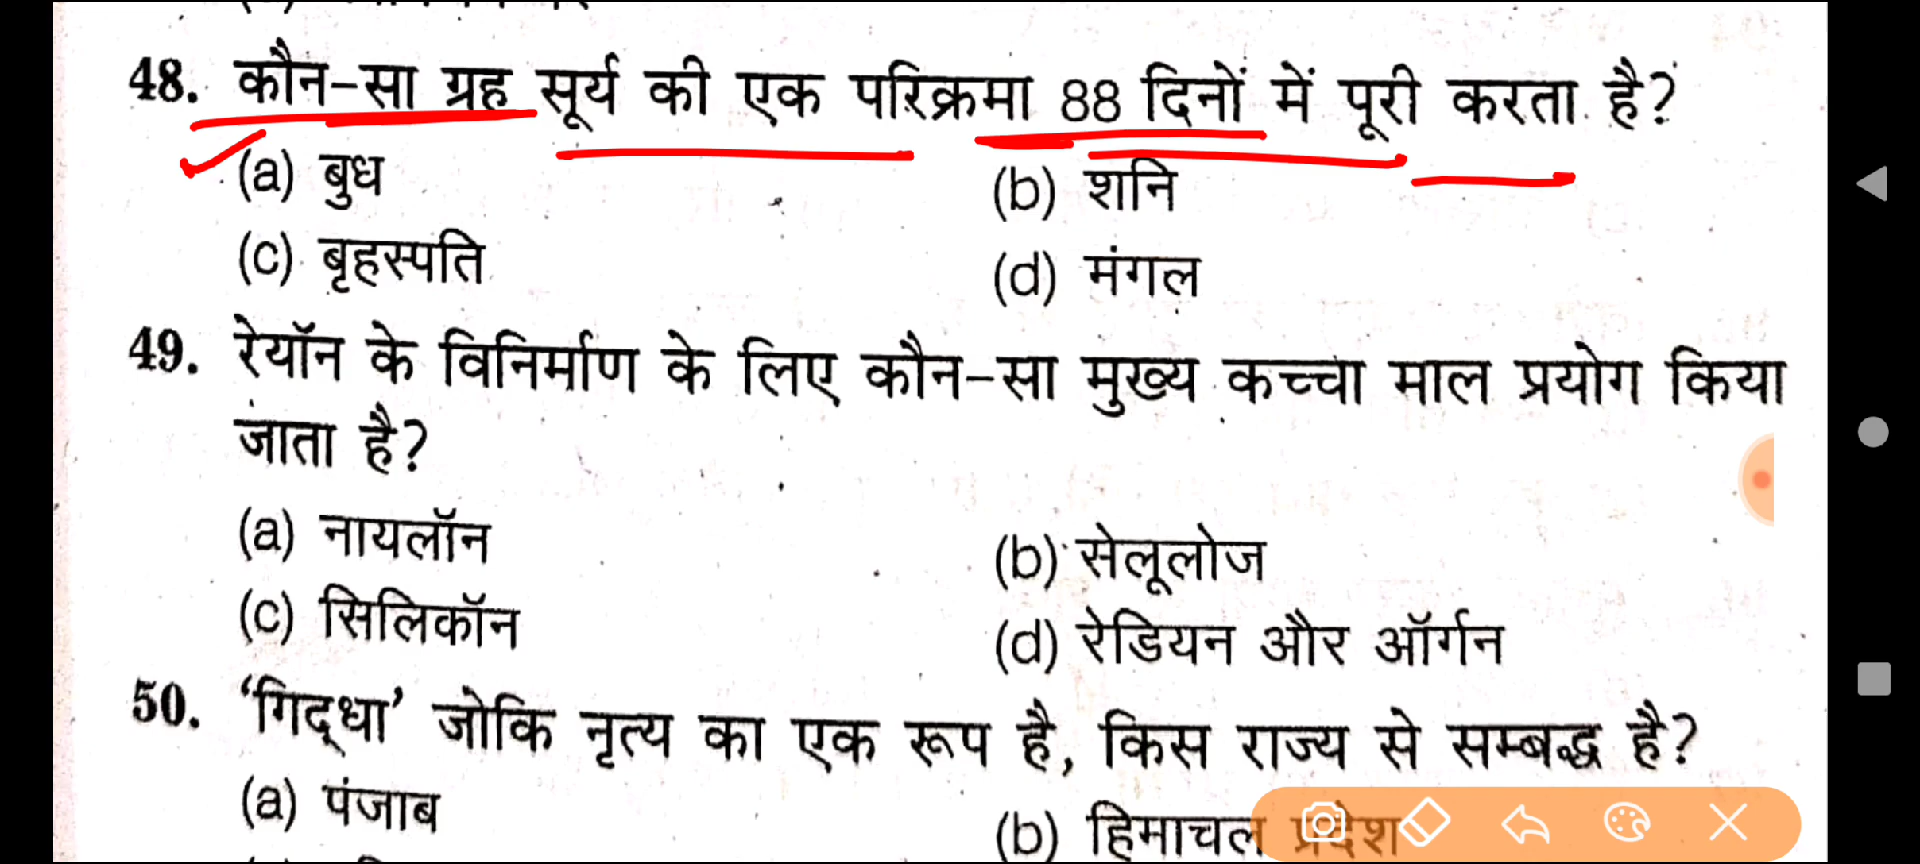 48. कौन-सा ग्रह सूर्य की एक परिक्रमा 88 दिनों में पूरी करता है?
(a) बुध (b) शनि
(c) बृहस्पति (d) मंगल
49. रेयॉन के विनिर्माण के लिए कौन-सा मुख्य कच्चा माल प्रयोग किया
जाता है?
(a) नायलॉन (b) सेलूलोज
(c) सिलिकॉन (d) रेडियन और ऑर्गन
50. ‘गिद्धा’ जोकि नृत्य का एक रूप है, किस राज्य से सम्बद्ध है?
(a) पंजाब (b) हिमाचल प्रदेश